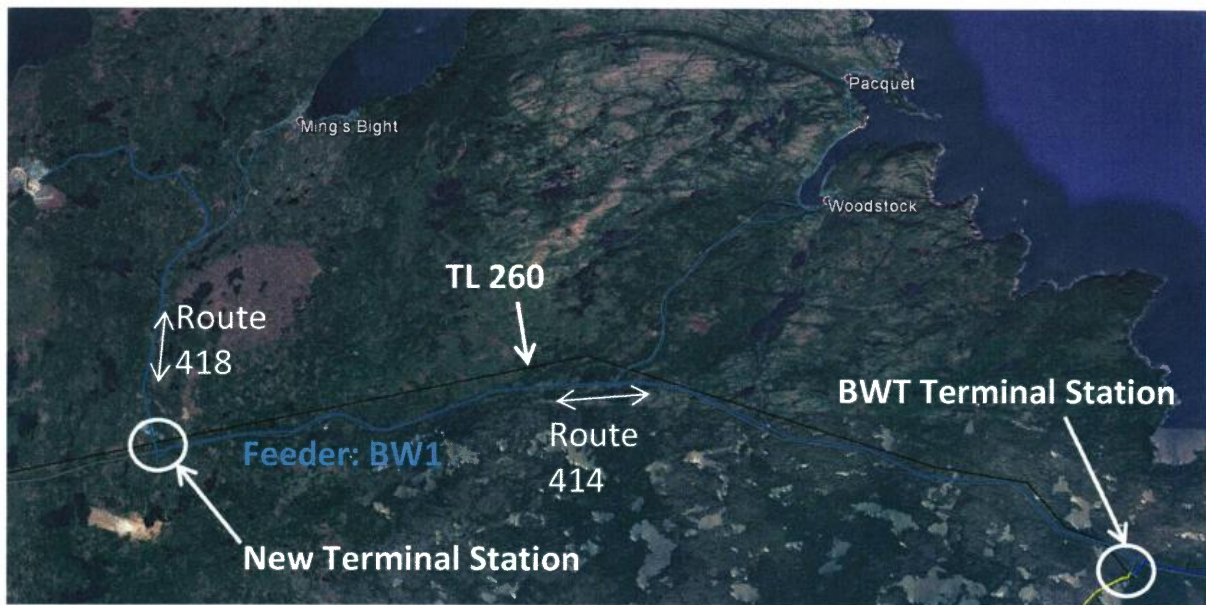 Pacquet
Ming's Bight
Woodstock
TL 260
Route
418
BWT Terminal Station
Route
414
Feeder: BW1
New Terminal Station